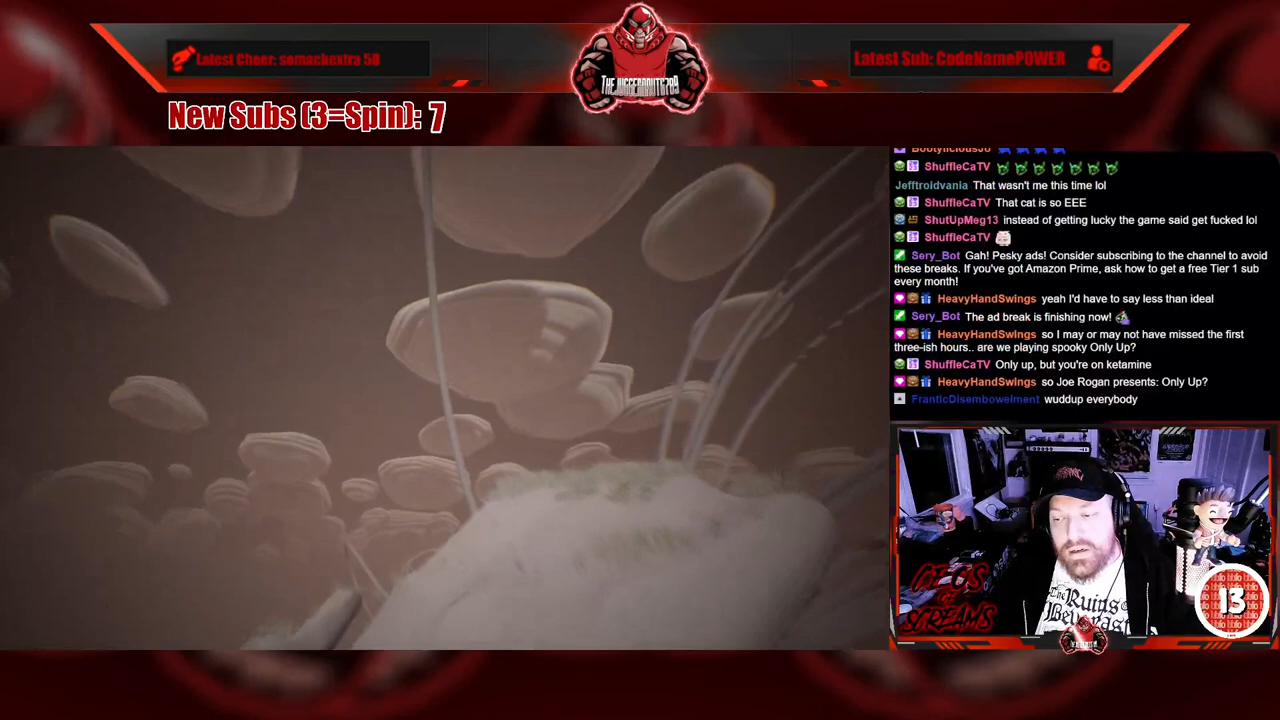 Latest Cheer: somackextra 50
THEJUGGERNAUT6789
Latest Sub: CodeNamePOWER
New Subs (3=Spin): 7
ShuffleCaTV
Jefftroidvania That wasn't me this time lol
ShuffleCaTV That cat is so EEE
ShutUpMeg13 instead of getting lucky the game said get fucked lol
ShuffleCaTV
Sery_Bot Gah! Pesky ads! Consider subscribing to the channel to avoid
these breaks. If you've got Amazon Prime, ask how to get a free Tier 1 sub
every month!
HeavyHandSwings yeah I'd have to say less than ideal
Sery_Bot The ad break is finishing now!
HeavyHandSwings so I may or may not have missed the first
three-ish hours.. are we playing spooky Only Up?
ShuffleCaTV Only up, but you're on ketamine
HeavyHandSwings so Joe Rogan presents: Only Up?
FranticDisembowelment wuddup everybody
The Ruins
13
SCREAMS